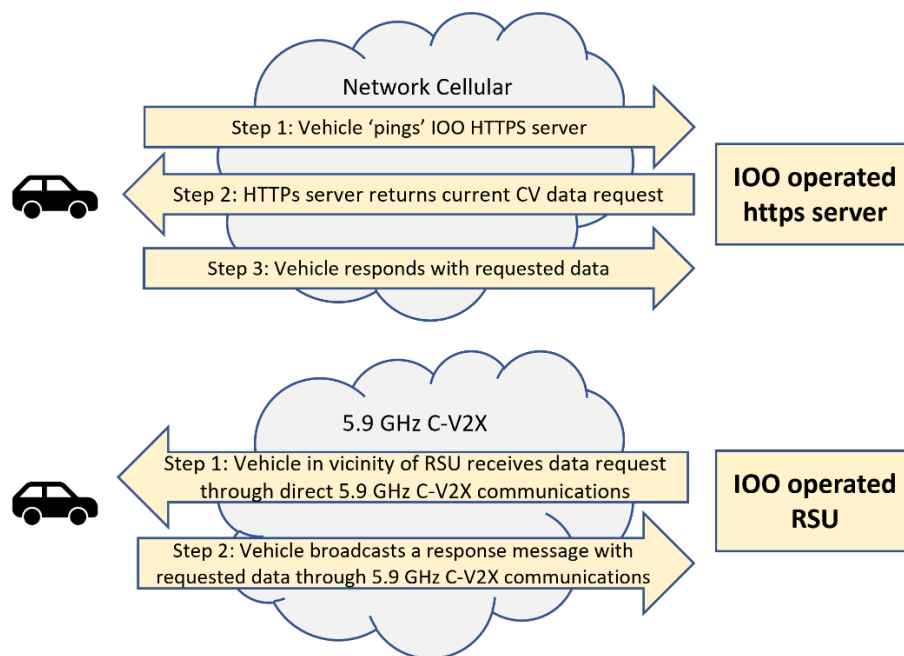 Network Cellular
Step 1: Vehicle ‘pings’ IOO HTTPS server
Step 2: HTTPs server returns current CV data request
Step 3: Vehicle responds with requested data
IOO operated
https server
5.9 GHz C-V2X
Step 1: Vehicle in vicinity of RSU receives data request
through direct 5.9 GHz C-V2X communications
Step 2: Vehicle broadcasts a response message with
requested data through 5.9 GHz C-V2X communications
IOO operated
RSU